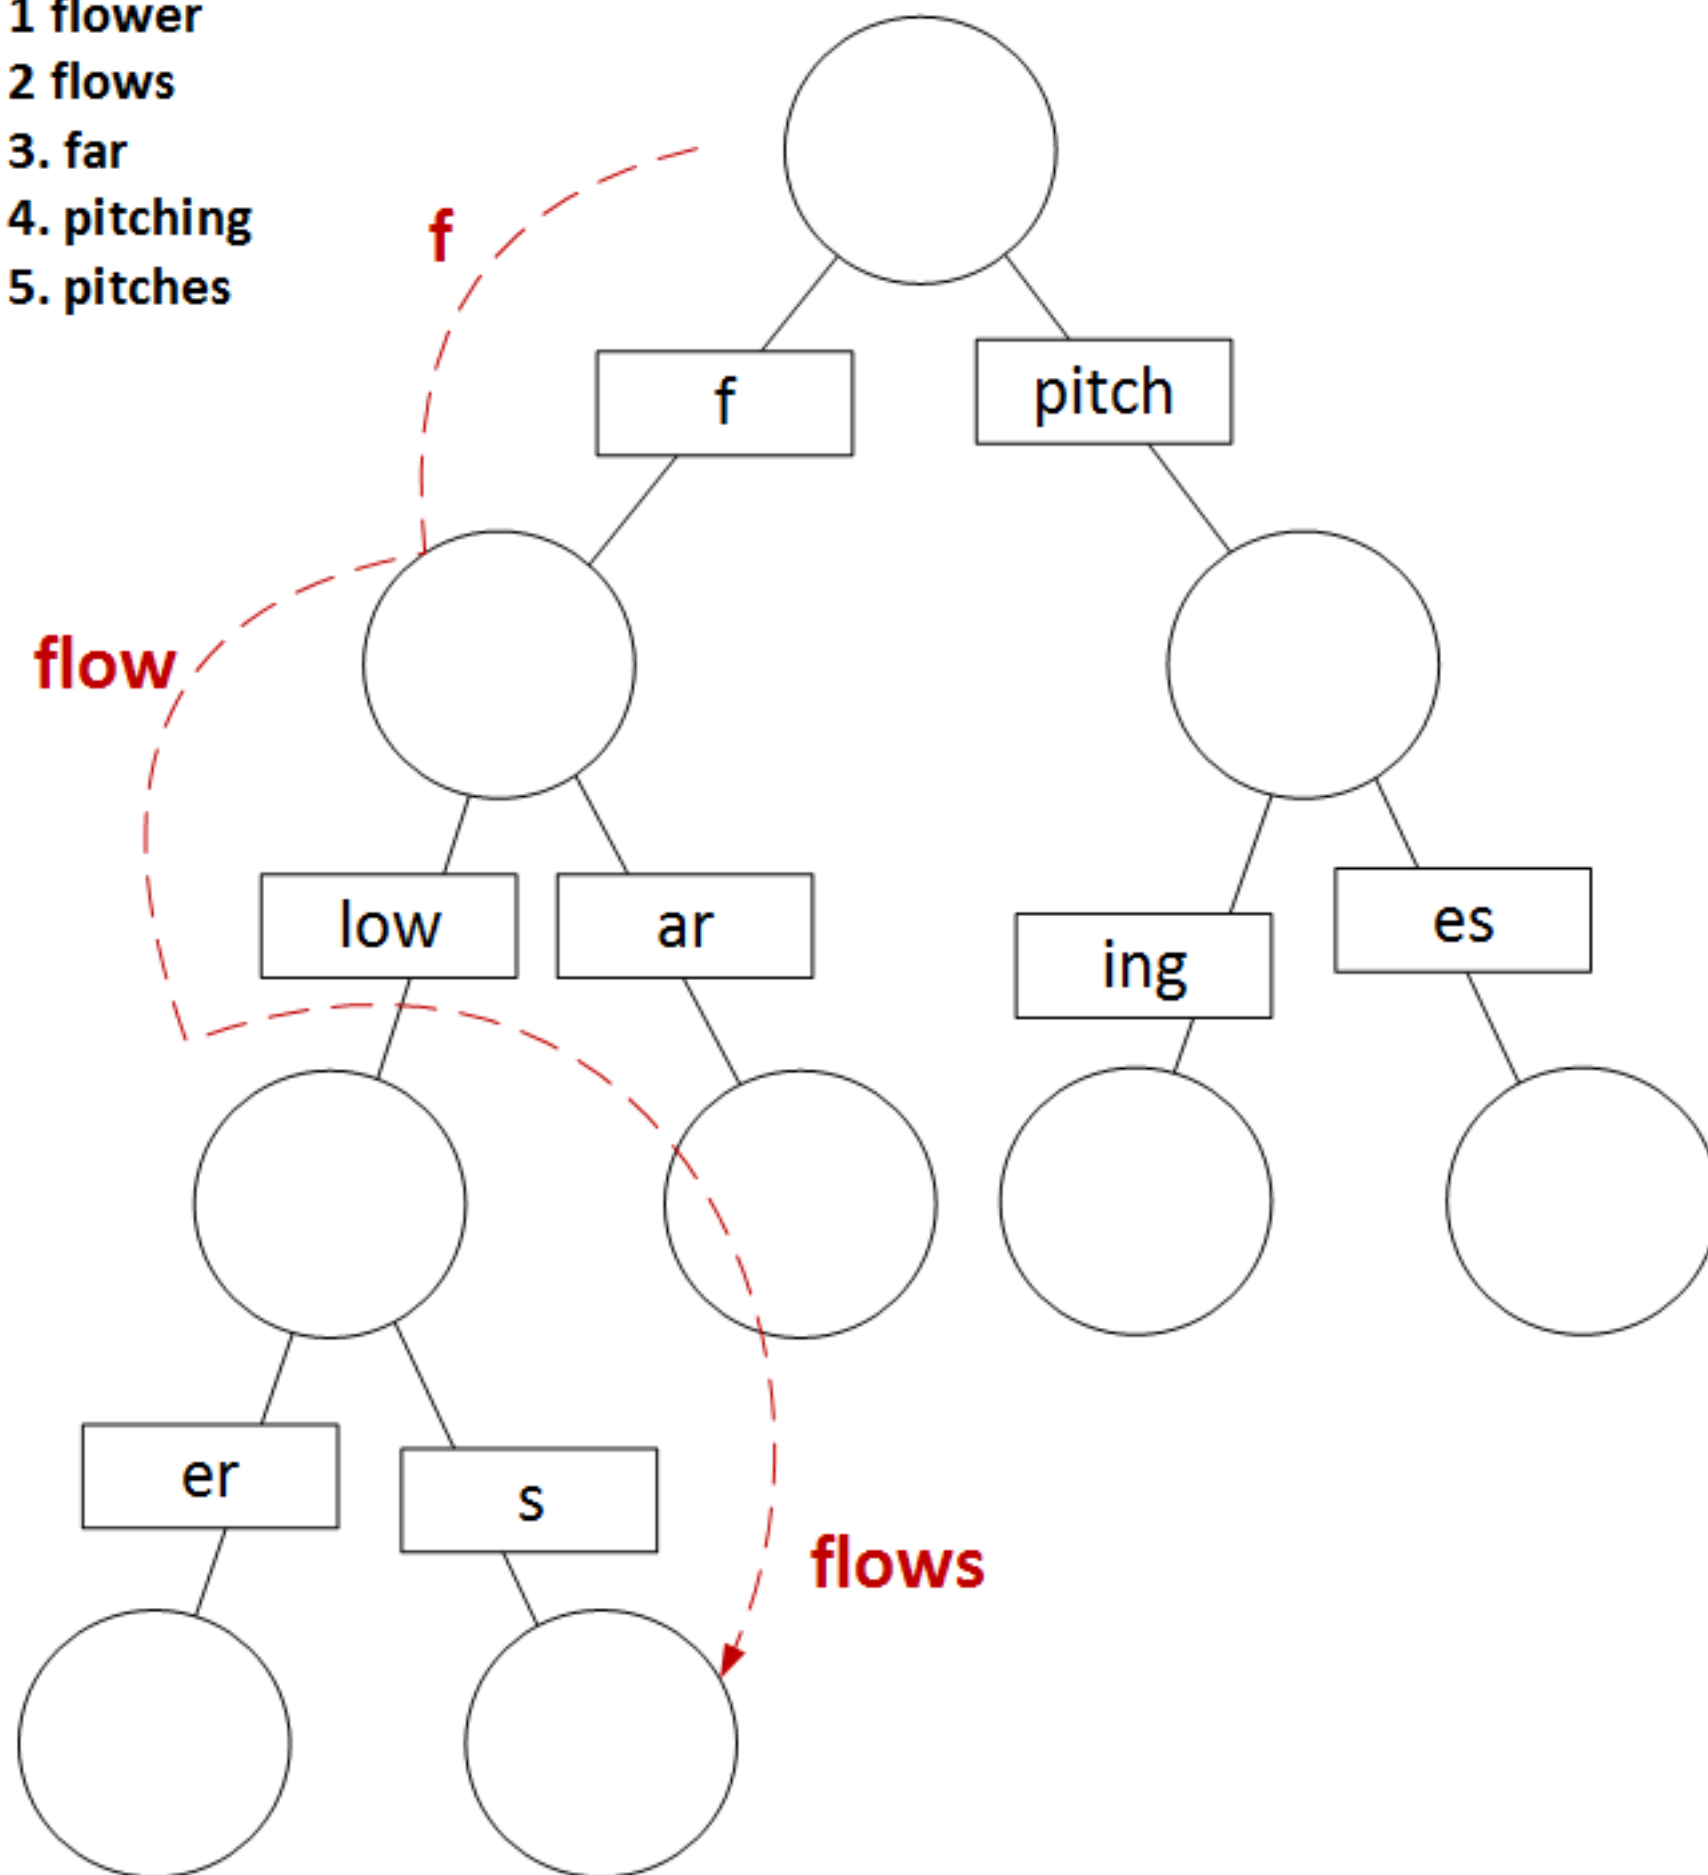 1 flower
2 flows
3. far
4. pitching
5. pitches
f
f
pitch
flow
low
ar
ing
es
er
s
flows